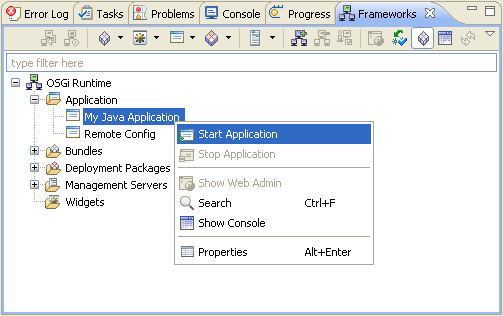 Error Log Tasks Problems Console Progress Frameworks
type filter here
OSGi Runtime
Application
My Java Application
Remote Config
Bundles
Deployment Packages
Management Servers
Widgets
Start Application
Stop Application
Show Web Admin
Search Ctrl+F
Show Console
Properties Alt+Enter